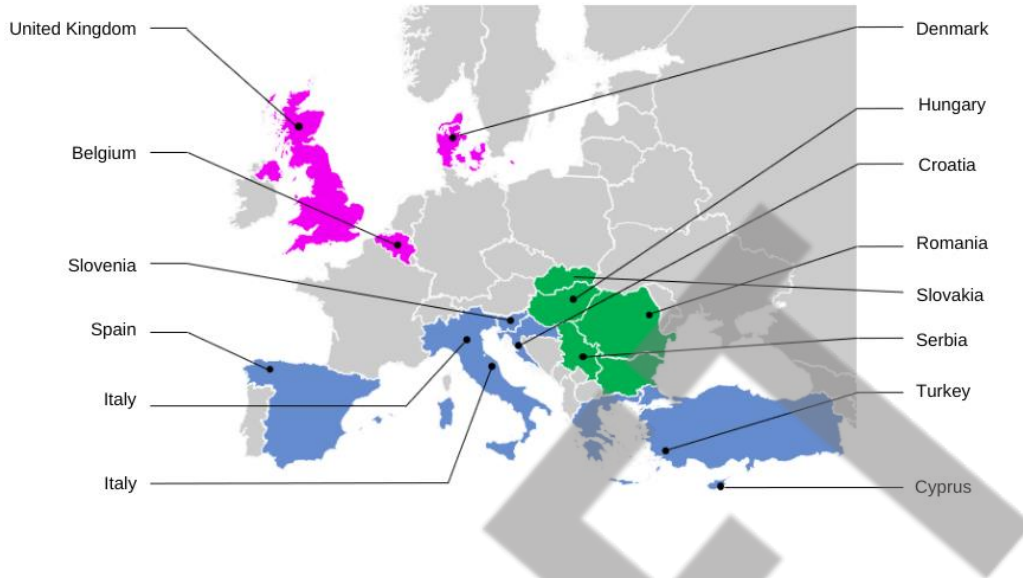 United Kingdom
Denmark
Hungary
Belgium
Croatia
Romania
Slovenia
Slovakia
Spain
Serbia
Turkey
Italy
Italy
Cyprus